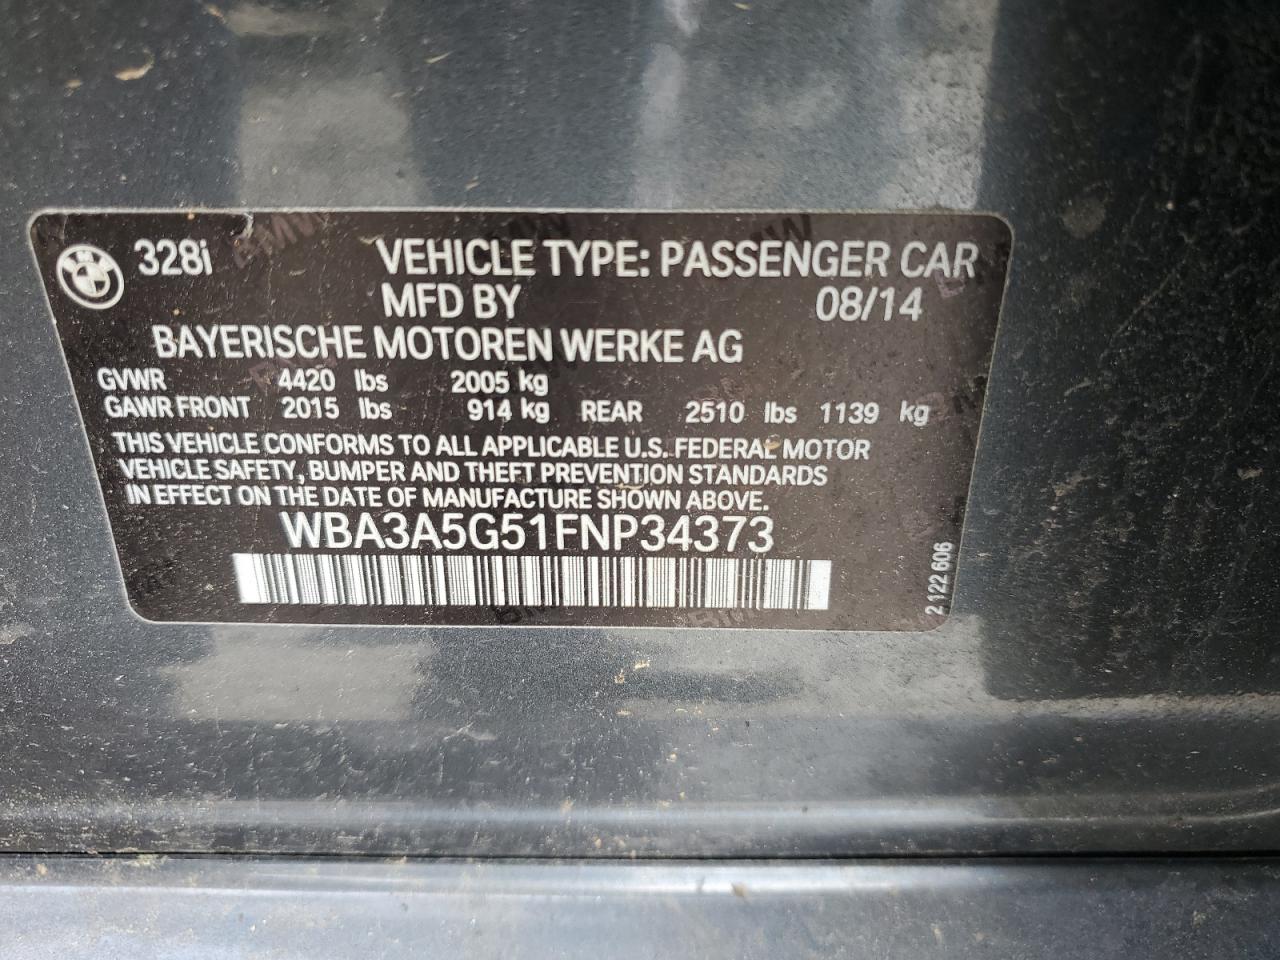 328i VEHICLE TYPE: PASSENGER CAR
MFD BY 08/14
BAYERISCHE MOTOREN WERKE AG
GVWR 4420 lbs 2005 kg
GAWR FRONT 2015 lbs 914 kg REAR 2510 lbs 1139 kg
THIS VEHICLE CONFORMS TO ALL APPLICABLE U.S. FEDERAL MOTOR
VEHICLE SAFETY, BUMPER AND THEFT PREVENTION STANDARDS
IN EFFECT ON THE DATE OF MANUFACTURE SHOWN ABOVE.
WBA3A5G51FNP34373
2 122 606